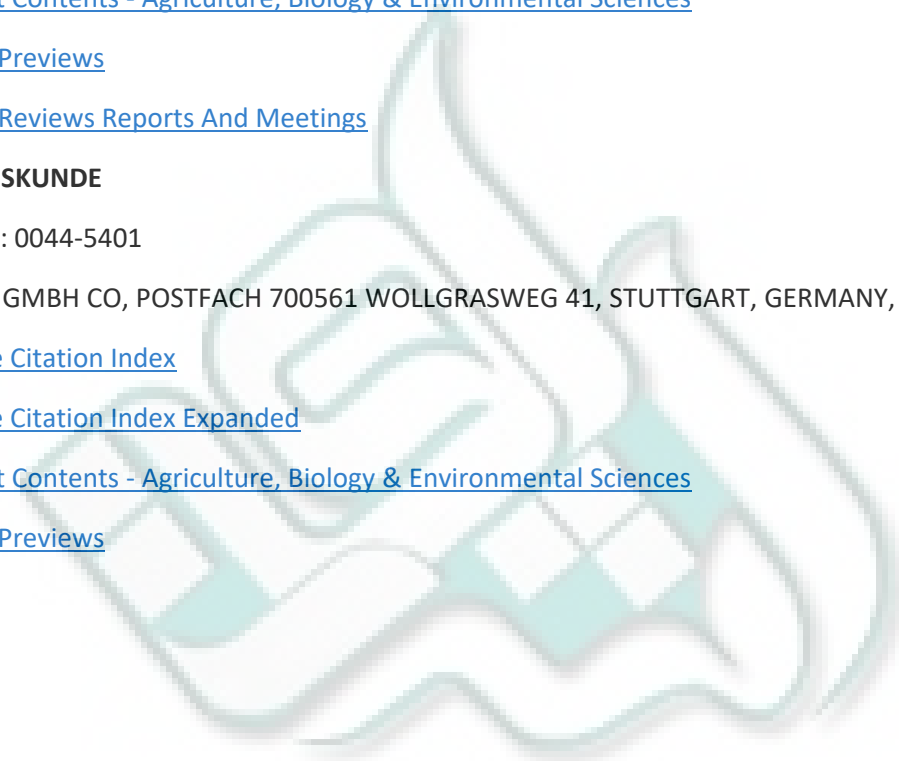 t Contents - Agriculture, Biology & Environmental Sciences
Previews
Reviews Reports And Meetings
SKUNDE
: 0044-5401
GMBH CO, POSTFACH 700561 WOLLGRASWEG 41, STUTTGART, GERMANY,
e Citation Index
e Citation Index Expanded
t Contents - Agriculture, Biology & Environmental Sciences
Previews